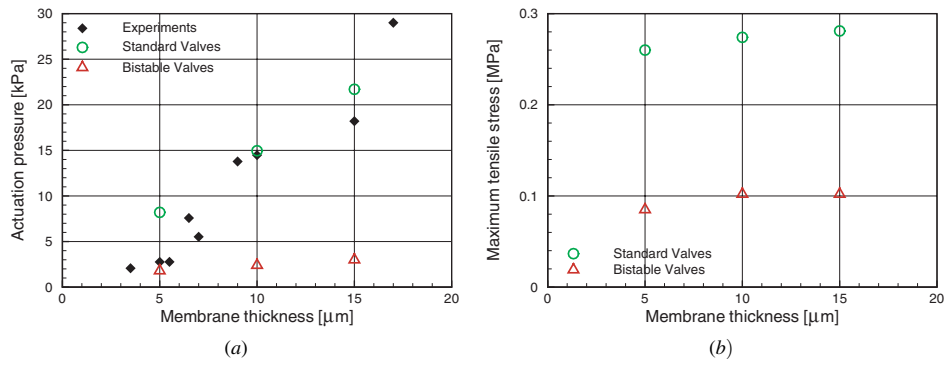 Experiments
Standard Valves
Bistable Valves
Actuation pressure [kPa]
30
25
20
15
10
5
0
0 5 10 15 20
Membrane thickness [μm]
(a)
Maximum tensile stress [MPa]
0.3
0.2
0.1
0
Standard Valves
Bistable Valves
0 5 10 15 20
Membrane thickness [μm]
(b)